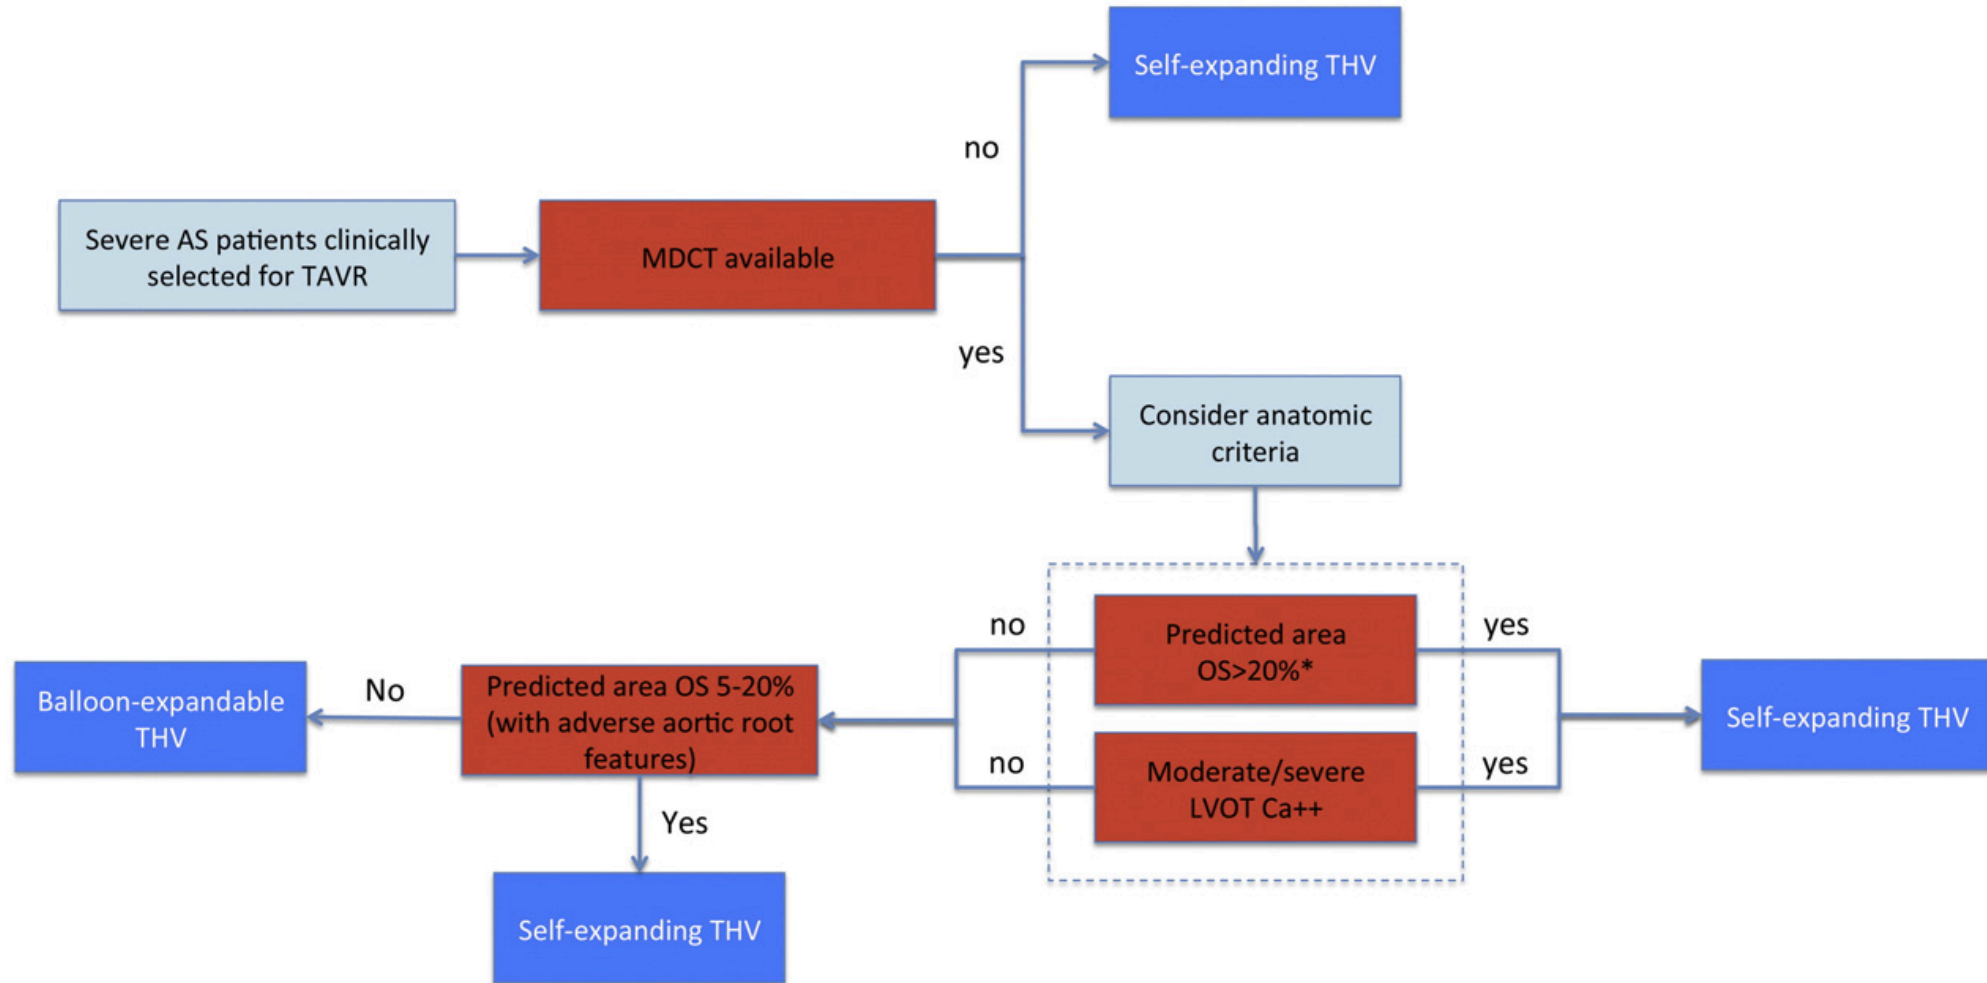 Self-expanding THV
no
Severe AS patients clinically
selected for TAVR
MDCT available
yes
Consider anatomic
criteria
no
Predicted area
OS>20%*
yes
Balloon-expandable
THV
No
Predicted area OS 5-20%
(with adverse aortic root
features)
Self-expanding THV
no
Moderate/severe
LVOT Ca++
yes
Yes
Self-expanding THV